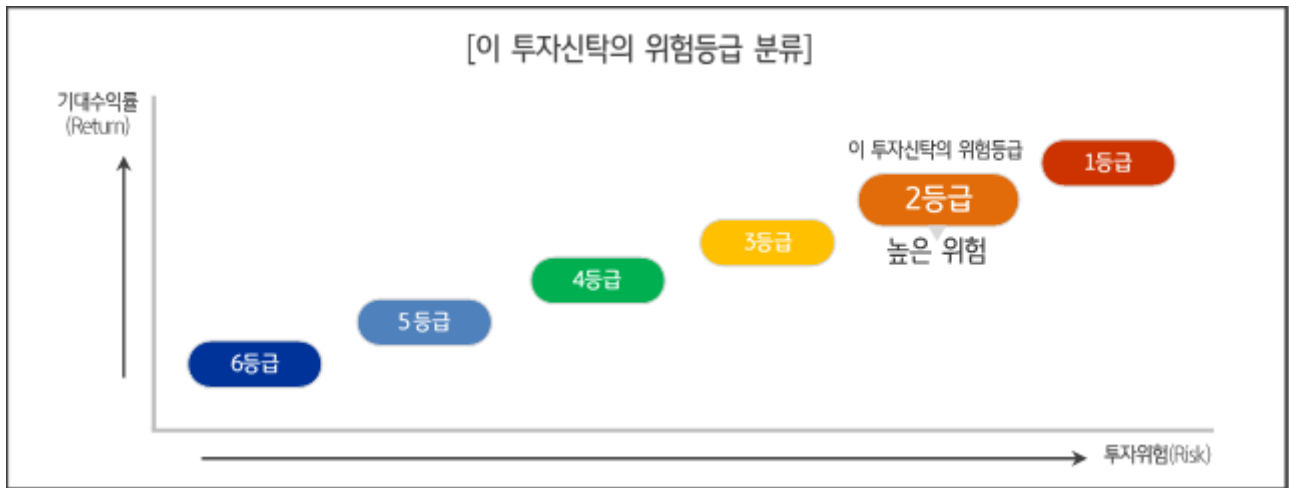 [이 투자신탁의 위험등급 분류]
기대수익률
(Return)
이 투자신탁의 위험등급
1등급
2등급
높은 위험
3등급
4등급
5등급
6등급
투자위험(Risk)